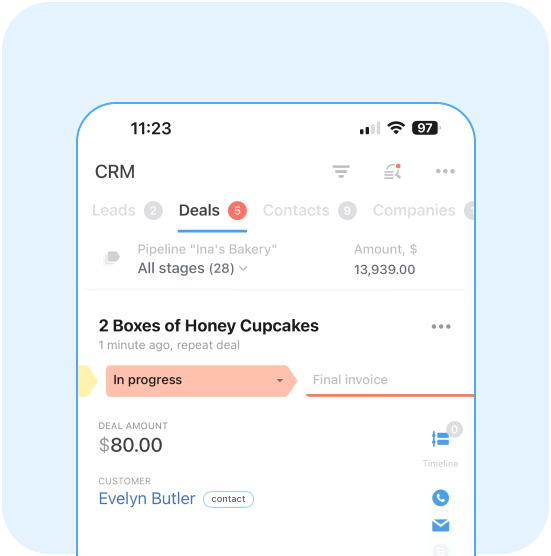 11:23
97
CRM
Leads 2 Deals 5 Contacts 9 Companies
Pipeline "Ina's Bakery" Amount, $
All stages (28) 13,939.00
2 Boxes of Honey Cupcakes
1 minute ago, repeat deal
In progress Final invoice
DEAL AMOUNT
$80.00
0
Timeline
CUSTOMER
Evelyn Butler contact